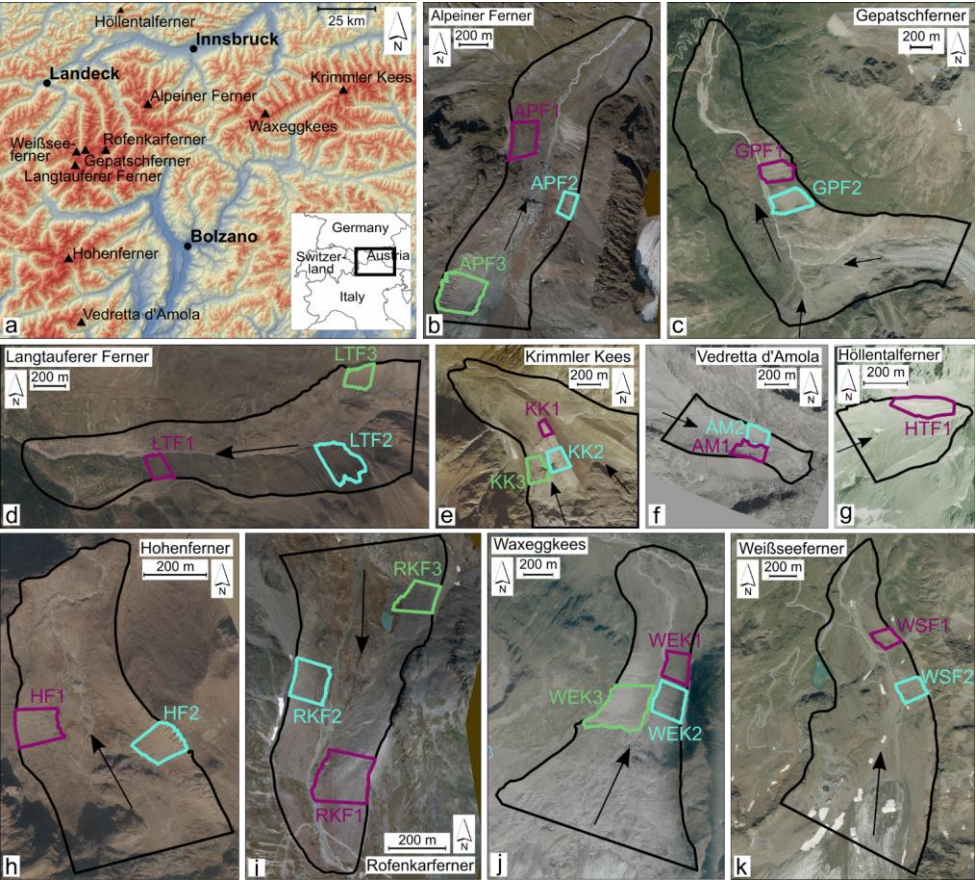 Höllentalferner
25 km
N
Innsbruck
Landeck
Krimmler Kees
Alpeiner Ferner
Waxeggkees
Weißsee-
ferner
Rofenkarferner
Gepatschferner
Langtauferer Ferner
Bolzano
Hohenferner
Vedretta d'Amola
Germany
Switzer-
land
Austria
Italy
a
Alpeiner Ferner
200 m
N
APF1
APF2
APF3
b
Gepatschferner
200 m
N
GPF1
GPF2
c
Langtauferer Ferner
200 m
N
LTF3
LTF1
LTF2
d
Krimmler Kees
N
200 m
KK1
KK2
KK3
e
Vedretta d'Amola
N
200 m
AM2
AM1
f
Höllentalferner
N
200 m
HTF1
g
Hohenferner
200 m
N
HF1
HF2
h
RKF3
RKF2
RKF1
200 m
N
Rofenkarferner
i
Waxeggkees
N
200 m
WEK1
WEK3
WEK2
j
Weißseeferner
N
200 m
WSF1
WSF2
k